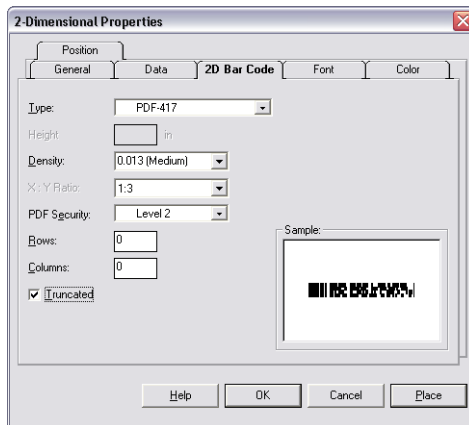 2-Dimensional Properties
Position
General Data 2D Bar Code Font Color
Type: PDF-417
Height in
Density: 0.013 (Medium)
X : Y Ratio: 1:3
PDF Security: Level 2
Rows: 0
Columns: 0
Truncated
Sample:
Help OK Cancel Place